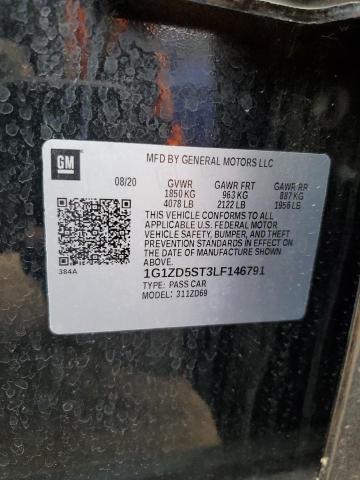 GM
MFD BY GENERAL MOTORS LLC
08/20 GVWR GAWR FRT GAWR RR
1850 KG 963 KG 887 KG
4078 LB 2122 LB 1956 LB
THIS VEHICLE CONFORMS TO ALL
APPLICABLE U.S. FEDERAL MOTOR
VEHICLE SAFETY, BUMPER, AND THEFT
PREVENTION STANDARDS IN EFFECT ON
THE DATE OF MANUFACTURE SHOWN
ABOVE.
384A
1G1ZD5ST3LF146791
TYPE: PASS CAR
MODEL: 311ZD69